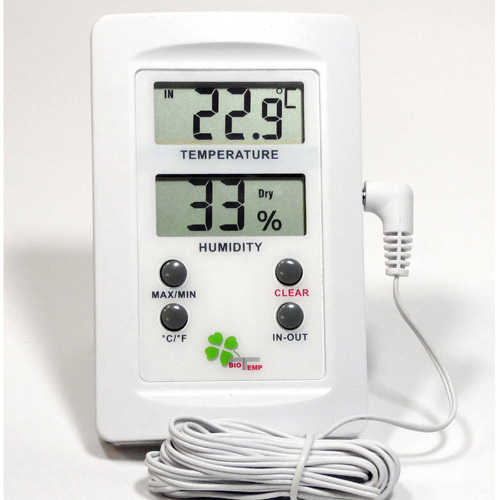 IN 22.9°C
TEMPERATURE
33 Dry %
HUMIDITY
MAX/MIN CLEAR
°C/°F IN-OUT
BIO TEMP